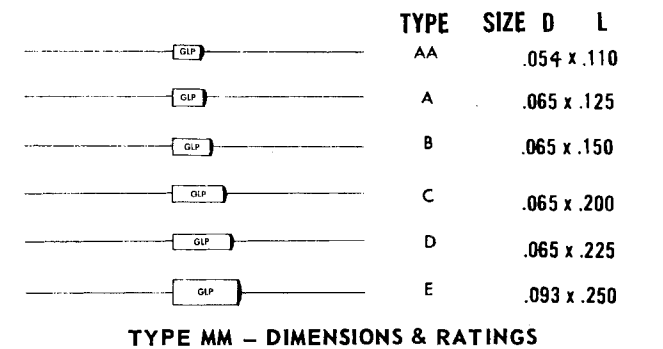 TYPE SIZE D L
GLP AA .054 x .110
GLP A .065 x .125
GLP B .065 x .150
GLP C .065 x .200
GLP D .065 x .225
GLP E .093 x .250
TYPE MM – DIMENSIONS & RATINGS